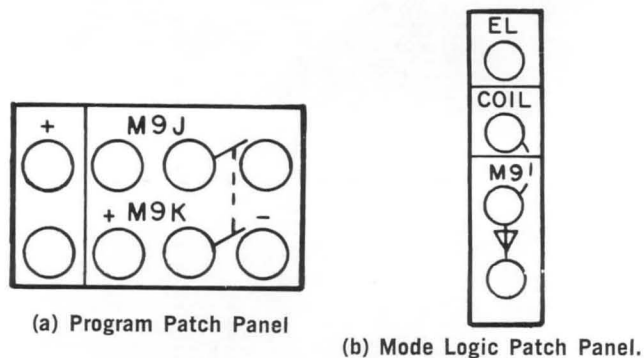 + M9J
+ M9K -
(a) Program Patch Panel
EL
COIL
M9
(b) Mode Logic Patch Panel.